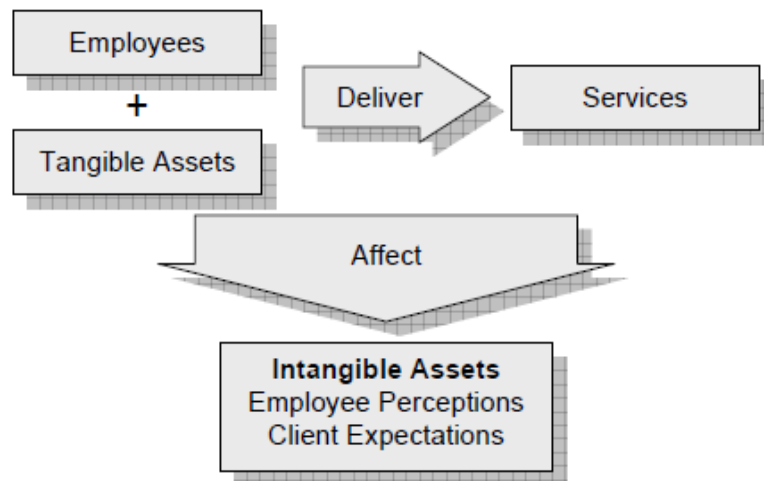 Employees
+
Tangible Assets
Deliver
Services
Affect
Intangible Assets
Employee Perceptions
Client Expectations